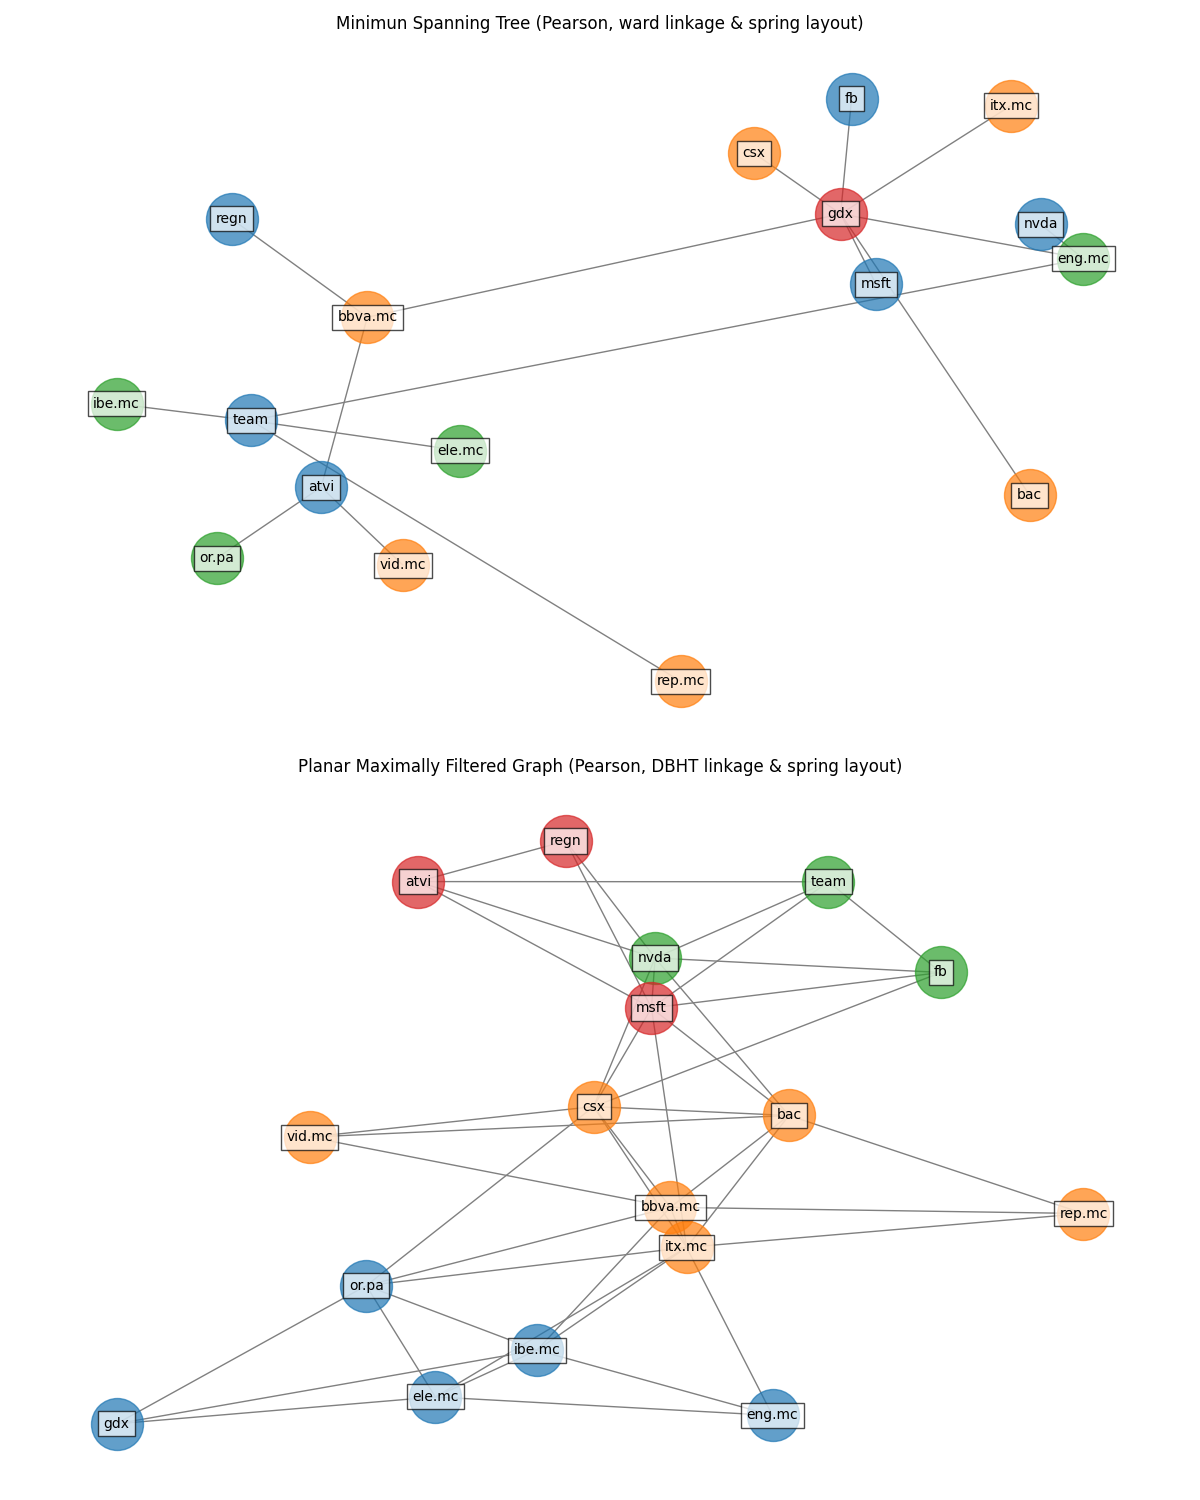 Minimun Spanning Tree (Pearson, ward linkage & spring layout)
fb
itx.mc
csx
gdx
regn
nvda
eng.mc
msft
bbva.mc
ibe.mc
team
ele.mc
atvi
bac
or.pa
vid.mc
rep.mc
Planar Maximally Filtered Graph (Pearson, DBHT linkage & spring layout)
regn
atvi
team
nvda
fb
msft
csx
bac
vid.mc
bbva.mc
rep.mc
itx.mc
or.pa
ibe.mc
ele.mc
eng.mc
gdx